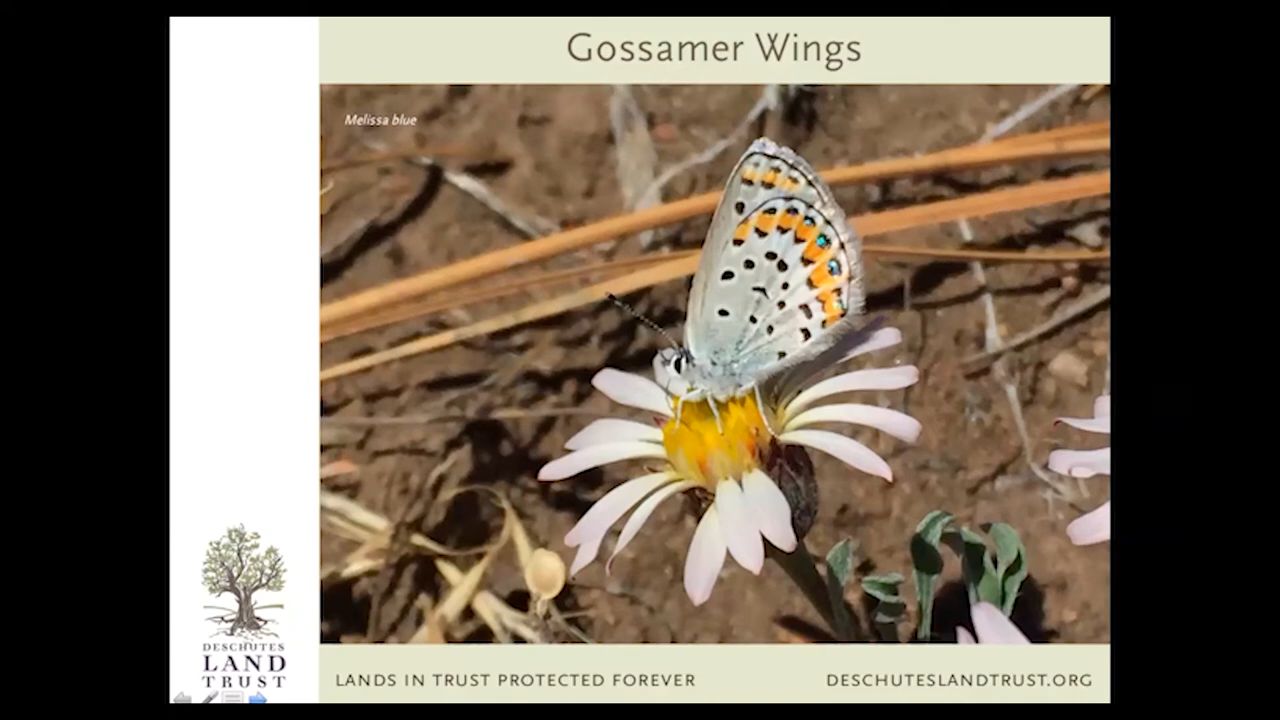 Gossamer Wings
Melissa blue
DESCHUTES
LAND
TRUST
LANDS IN TRUST PROTECTED FOREVER
DESCHUTESLANDTRUST.ORG